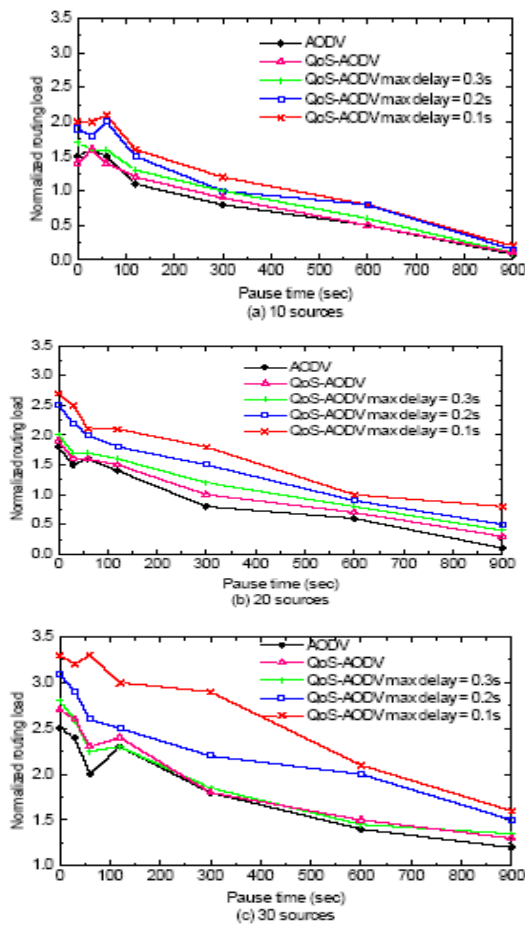 3.5
3.0
2.5
2.0
1.5
1.0
0.5
0.0
Normalized routing load
AODV
QoS-AODV
QoS-AODV max delay = 0.3s
QoS-AODV max delay = 0.2s
QoS-AODV max delay = 0.1s
0 100 200 300 400 500 600 700 800 900
Pause time (sec)
(a) 10 sources
3.5
3.0
2.5
2.0
1.5
1.0
0.5
0.0
Normalized routing load
AODV
QoS-AODV
QoS-AODV max delay = 0.3s
QoS-AODV max delay = 0.2s
QoS-AODV max delay = 0.1s
0 100 200 300 400 500 600 700 800 900
Pause time (sec)
(b) 20 sources
3.5
3.0
2.5
2.0
1.5
1.0
Normalized routing load
AODV
QoS-AODV
QoS-AODV max delay = 0.3s
QoS-AODV max delay = 0.2s
QoS-AODV max delay = 0.1s
0 100 200 300 400 500 600 700 800 900
Pause time (sec)
(c) 30 sources